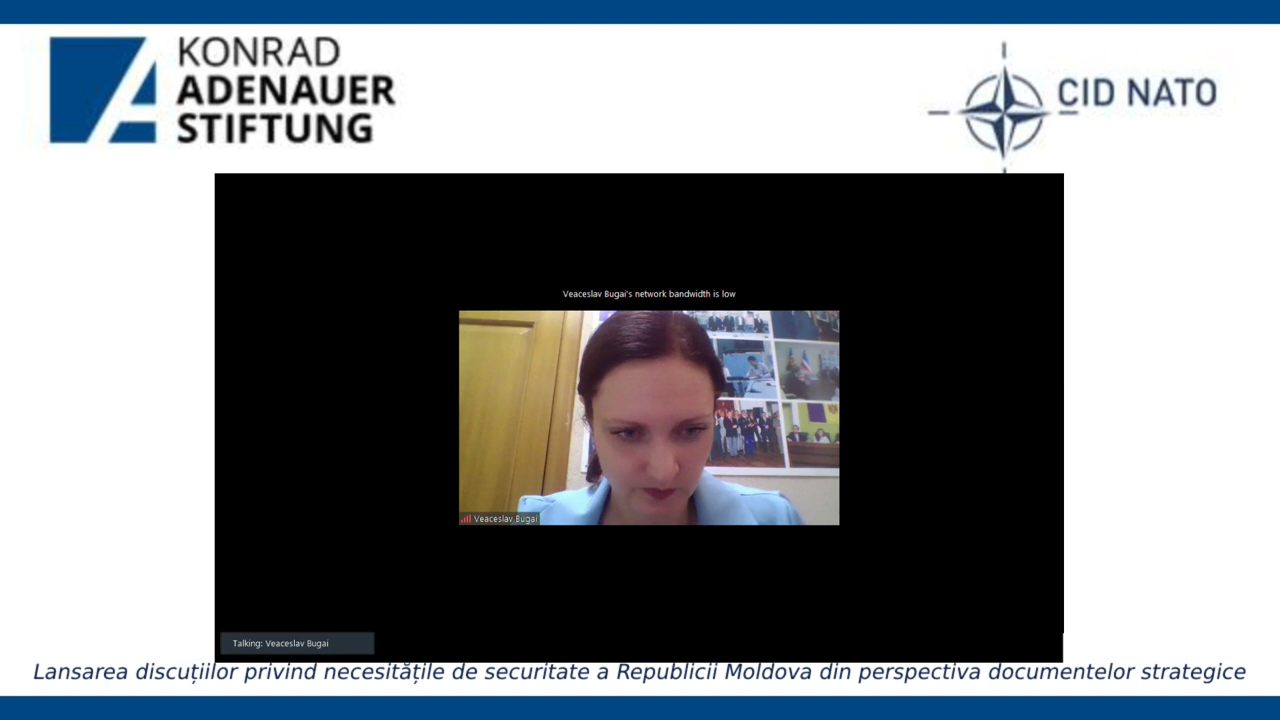 KONRAD
ADENAUER
STIFTUNG
CID NATO
Veaceslav Bugai's network bandwidth is low
Veaceslav Bugai
Talking: Veaceslav Bugai
Lansarea discuțiilor privind necesitățile de securitate a Republicii Moldova din perspectiva documentelor strategice